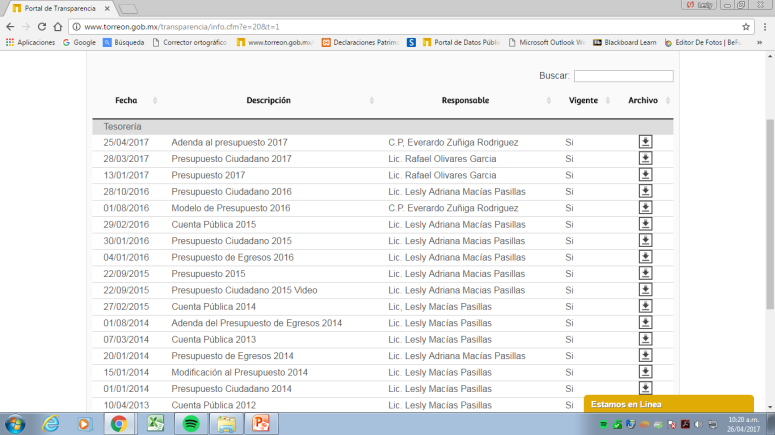 Portal de Transparencia
Lesly
www.torreon.gob.mx/transparencia/info.cfm?e=20&t=1
Aplicaciones Google Búsqueda Corrector ortográfico www.torreon.gob.mx Declaraciones Patrim Portal de Datos Públi Microsoft Outlook We Blackboard Learn Editor De Fotos | BeF
Buscar:
Fecha Descripción Responsable Vigente Archivo
Tesorería
25/04/2017 Adenda al presupuesto 2017 C.P, Everardo Zuñiga Rodriguez Si
28/03/2017 Presupuesto Ciudadano 2017 Lic. Rafael Olivares Garcia Si
13/01/2017 Presupuesto 2017 Lic. Rafael Olivares Garcia Si
28/10/2016 Presupuesto Ciudadano 2016 Lic. Lesly Adriana Macías Pasillas Si
01/08/2016 Modelo de Presupuesto 2016 C.P. Everardo Zuñiga Rodriguez Si
29/02/2016 Cuenta Pública 2015 Lic. Lesly Adriana Macías Pasillas Si
30/01/2016 Presupuesto Ciudadano 2015 Lic. Lesly Adriana Macias Pasillas Si
04/01/2016 Presupuesto de Egresos 2016 Lic. Lesly Adriana Macías Pasillas Si
22/09/2015 Presupuesto 2015 Lic. Lesly Adriana Macías Pasillas Si
22/09/2015 Presupuesto Ciudadano 2015 Video Lic. Lesly Adriana Macias Pasillas Si
27/02/2015 Cuenta Pública 2014 Lic, Lesly Macías Pasillas Si
01/08/2014 Adenda del Presupuesto de Egresos 2014 Lic. Lesly Macías Pasillas Si
07/03/2014 Cuenta Pública 2013 Lic. Lesly Macías Pasillas Si
20/01/2014 Presupuesto de Egresos 2014 Lic. Lesly Adriana Macías Pasillas Si
15/01/2014 Modificación al Presupuesto 2014 Lic. Lesly Macías Pasillas Si
01/01/2014 Presupuesto Ciudadano 2014 Lic. Lesly Macías Pasillas Si
10/04/2013 Cuenta Pública 2012 Lic. Lesly Macías Pasillas Si
Estamos en Línea
10:20 a.m.
26/04/2017